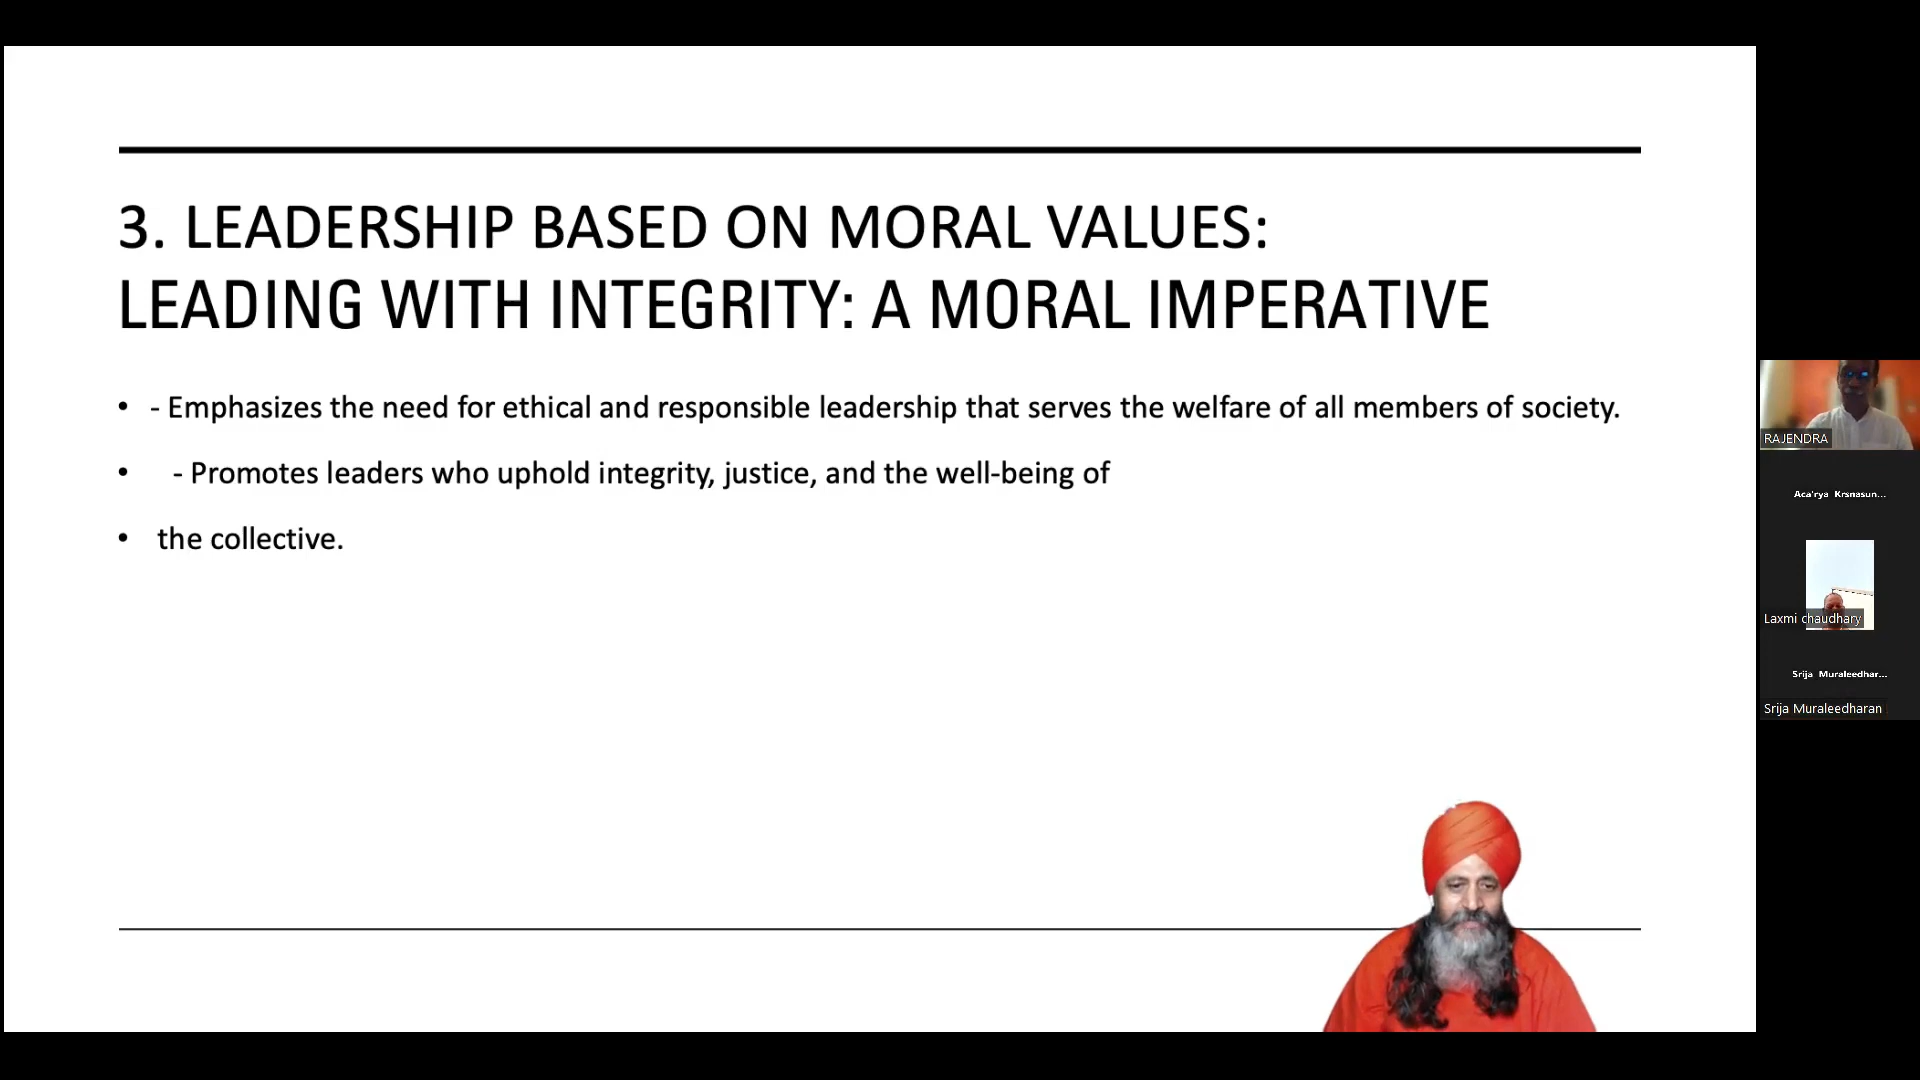 3. LEADERSHIP BASED ON MORAL VALUES:
LEADING WITH INTEGRITY: A MORAL IMPERATIVE
• - Emphasizes the need for ethical and responsible leadership that serves the welfare of all members of society.
• - Promotes leaders who uphold integrity, justice, and the well-being of
• the collective.
RAJENDRA
Aca'rya Krsnasun...
Laxmi chaudhary
Srija Muraleedhar...
Srija Muraleedharan